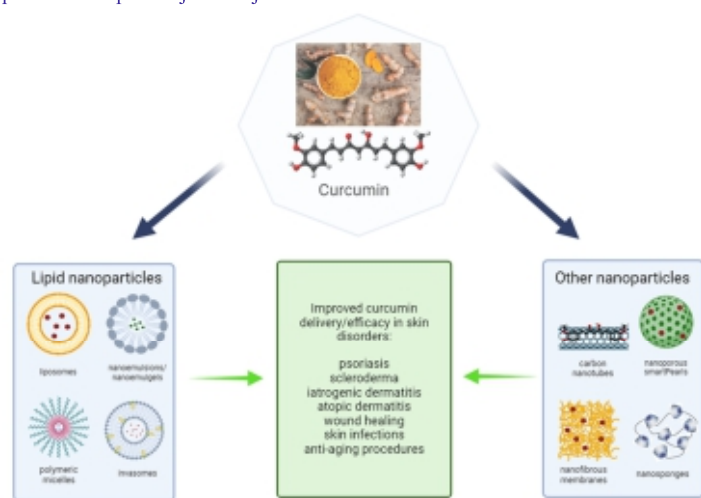 Curcumin
Lipid nanoparticles
liposomes
nanoemulsions/
nanoemulgels
polymeric
micelles
invasomes
Improved curcumin
delivery/efficacy in skin
disorders:
psoriasis
scleroderma
iatrogenic dermatitis
atopic dermatitis
wound healing
skin infections
anti-aging procedures
Other nanoparticles
carbon
nanotubes
nanoporous
smartPearls
nanofibrous
membranes
nanosponges